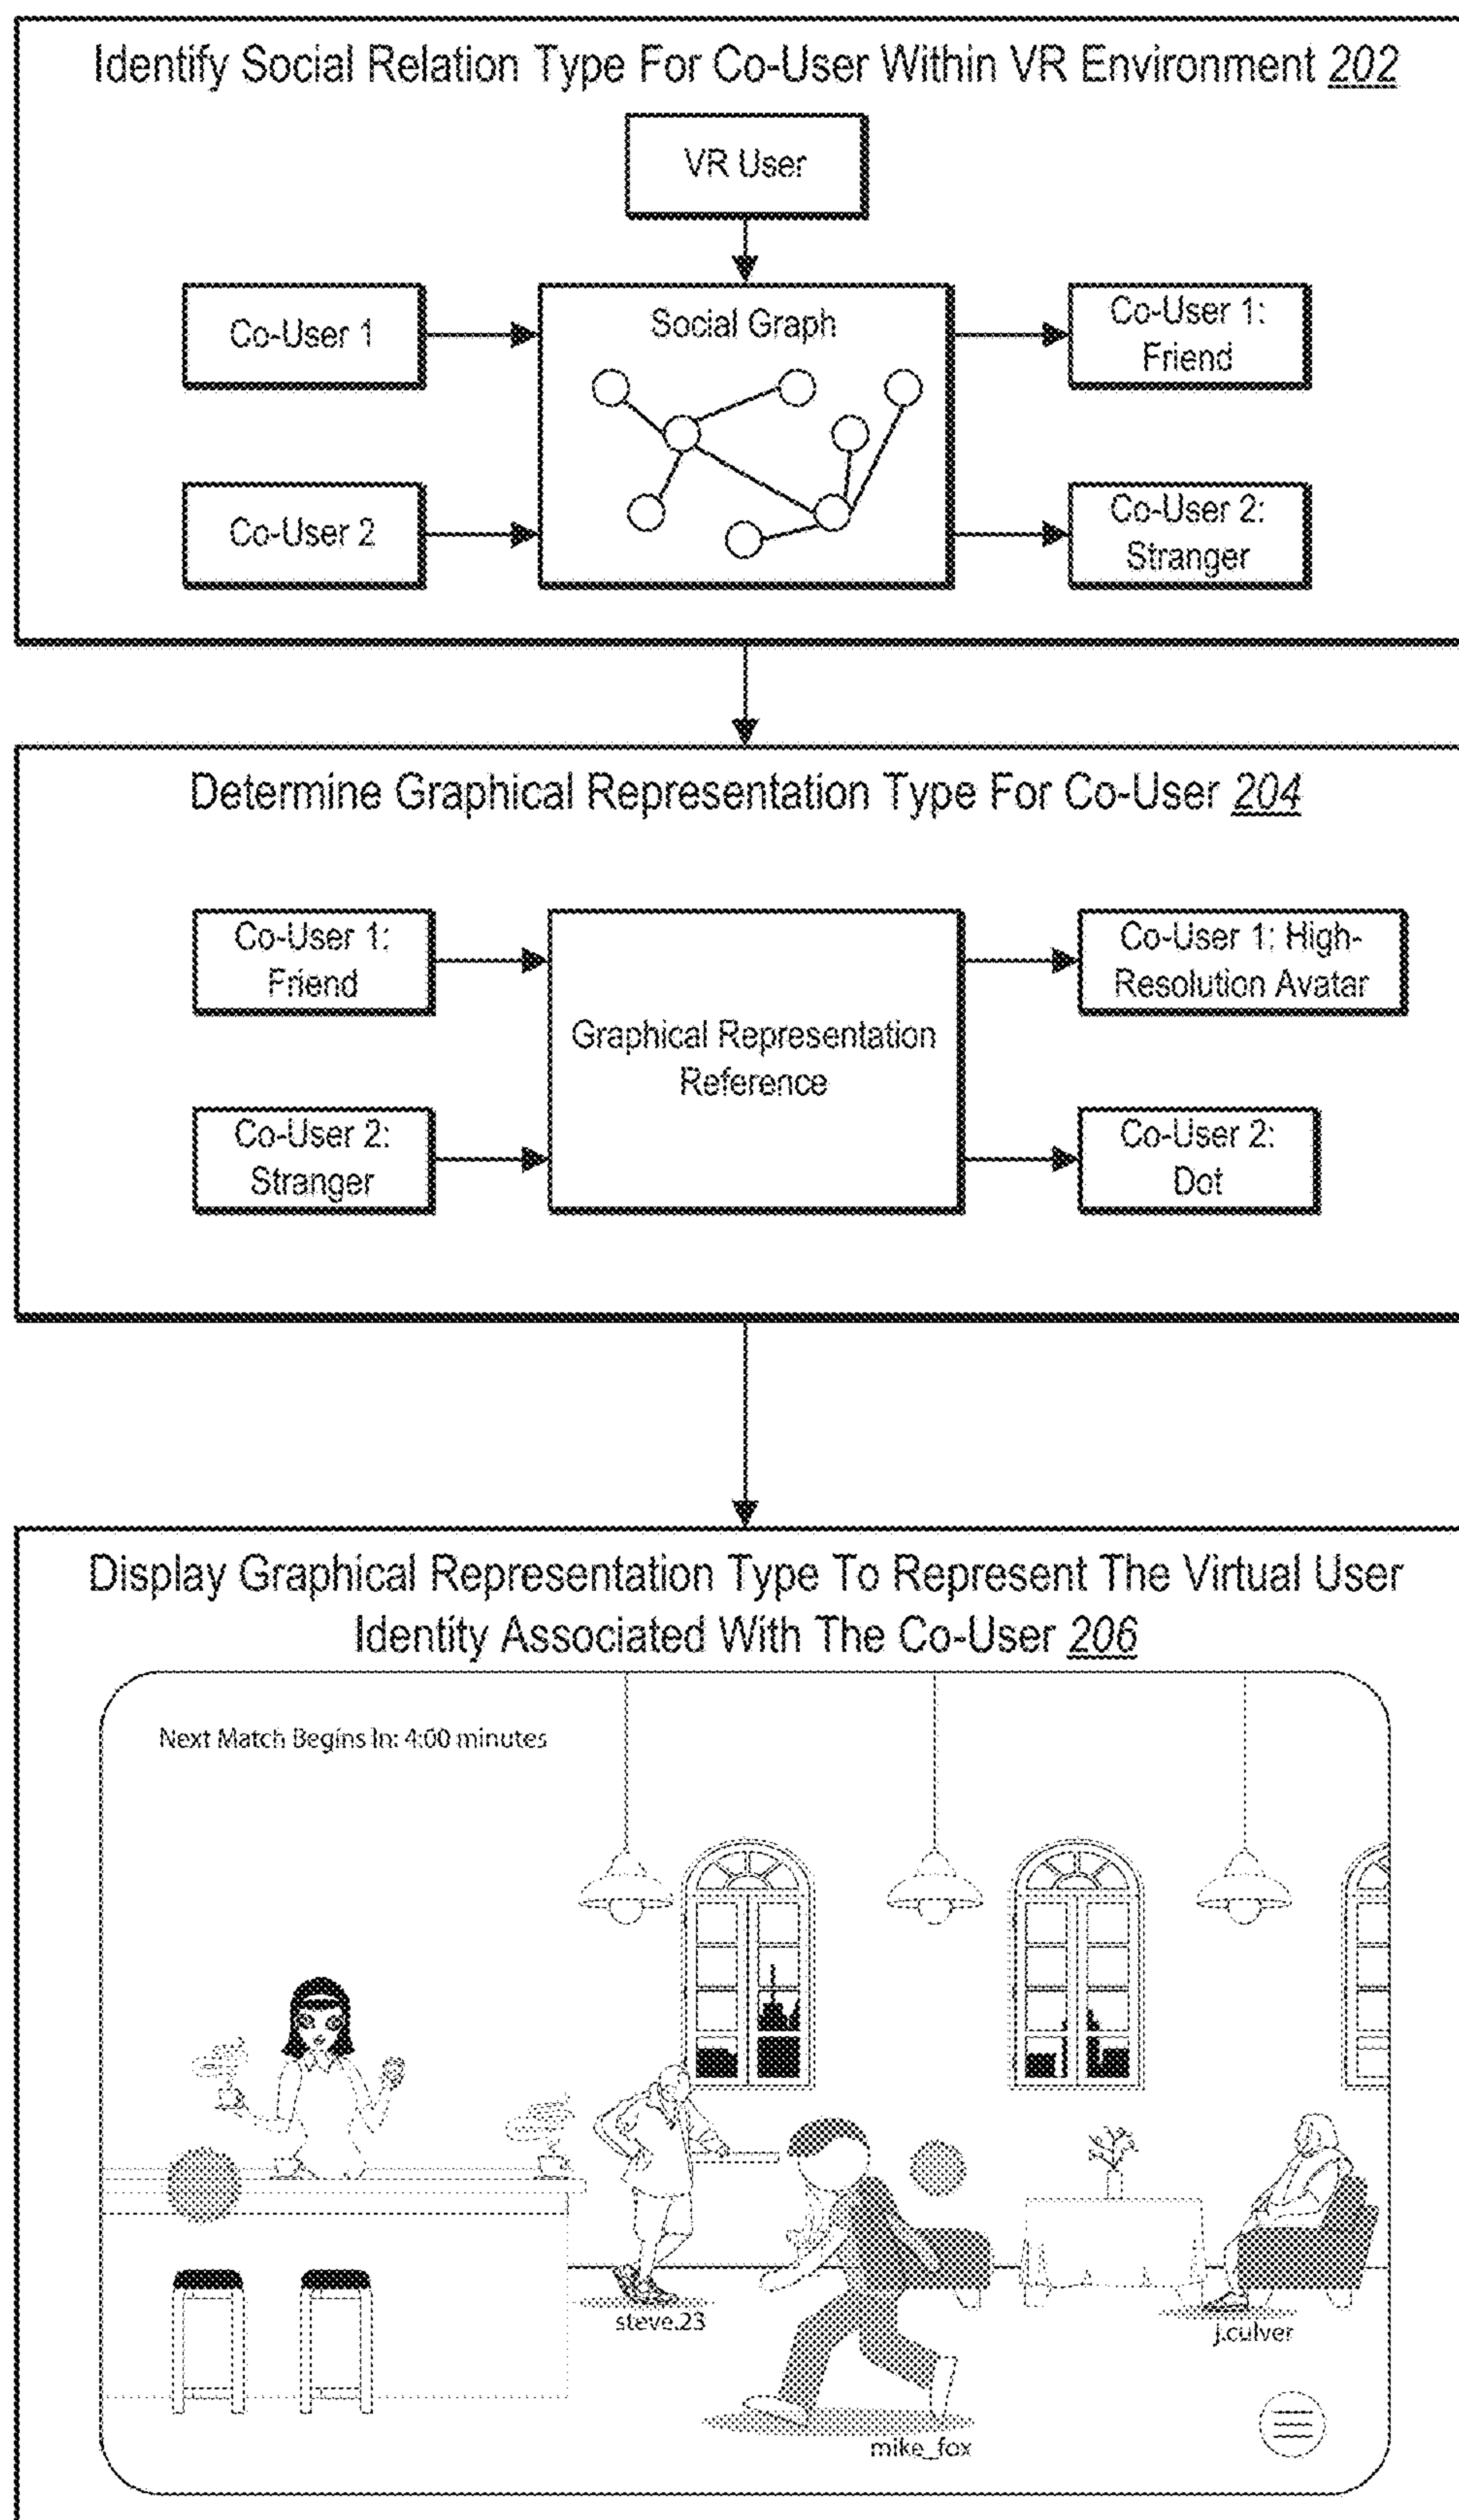 Identify Social Relation Type For Co-User Within VR Environment 202
VR User
Co-User 1
Social Graph
Co-User 1:
Friend
Co-User 2
Co-User 2:
Stranger
Determine Graphical Representation Type For Co-User 204
Co-User 1:
Friend
Graphical Representation
Reference
Co-User 1: High-
Resolution Avatar
Co-User 2:
Stranger
Co-User 2:
Dot
Display Graphical Representation Type To Represent The Virtual User
Identity Associated With The Co-User 206
Next Match Begins In: 4:00 minutes
steve.23
j.culver
mike_fox